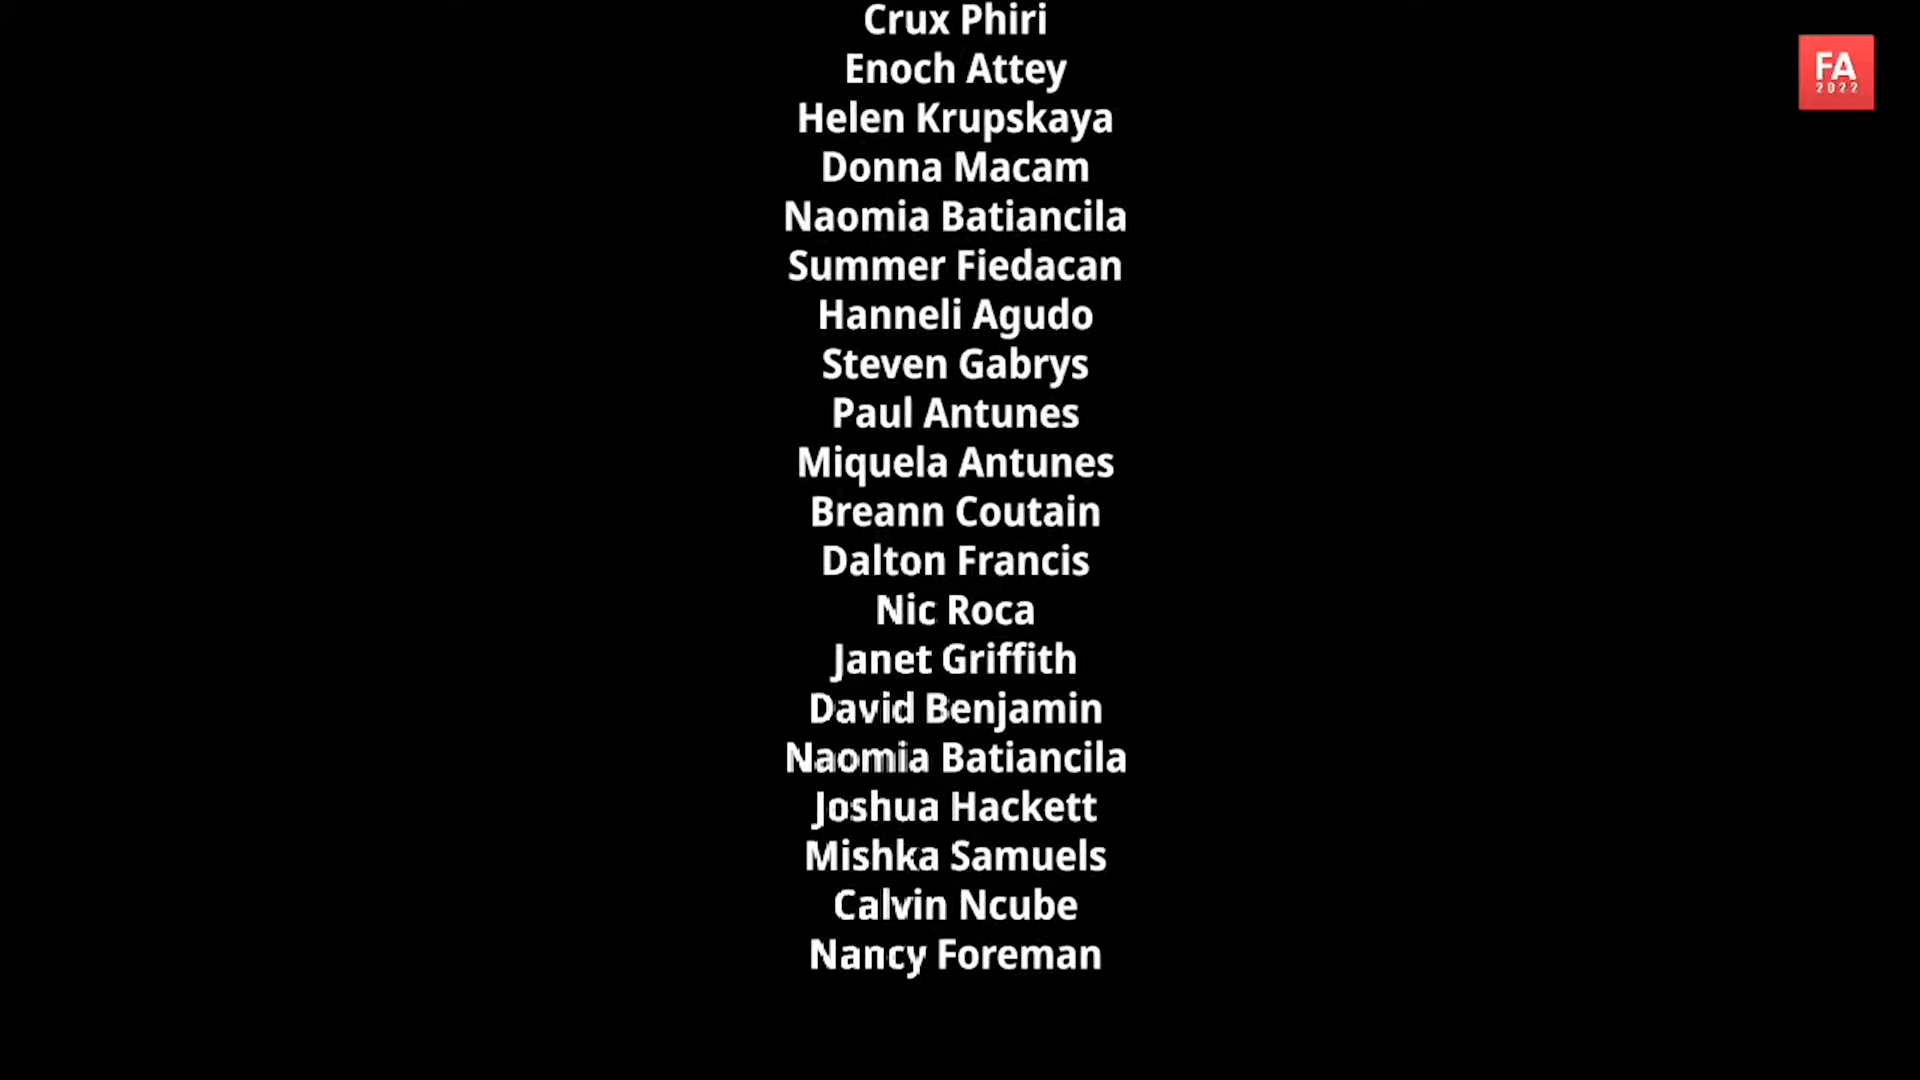 Crux Phiri
Enoch Attey
Helen Krupskaya
Donna Macam
Naomia Batiancila
Summer Fiedacan
Hanneli Agudo
Steven Gabrys
Paul Antunes
Miquela Antunes
Breann Coutain
Dalton Francis
Nic Roca
Janet Griffith
David Benjamin
Naomia Batiancila
Joshua Hackett
Mishka Samuels
Calvin Ncube
Nancy Foreman
FA
2022